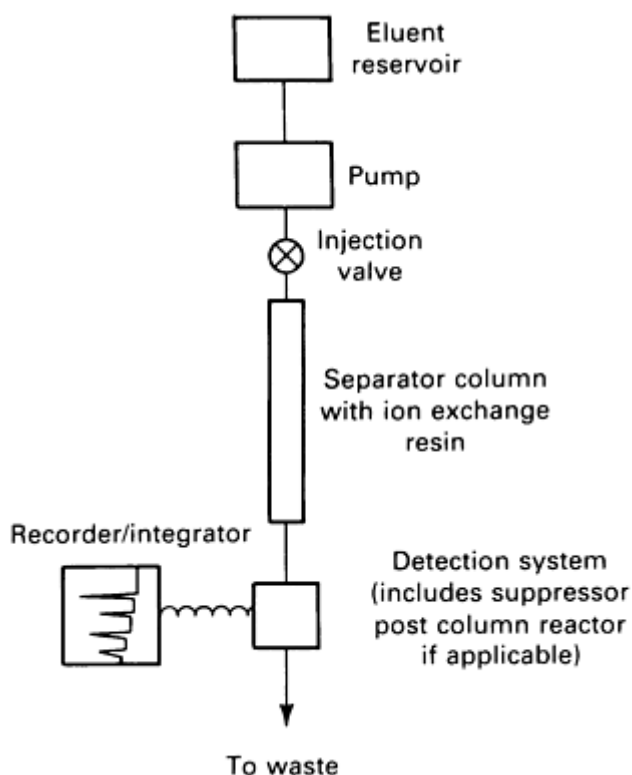 Eluent
reservoir
Pump
Injection
valve
Separator column
with ion exchange
resin
Recorder/integrator
Detection system
(includes suppressor
post column reactor
if applicable)
To waste